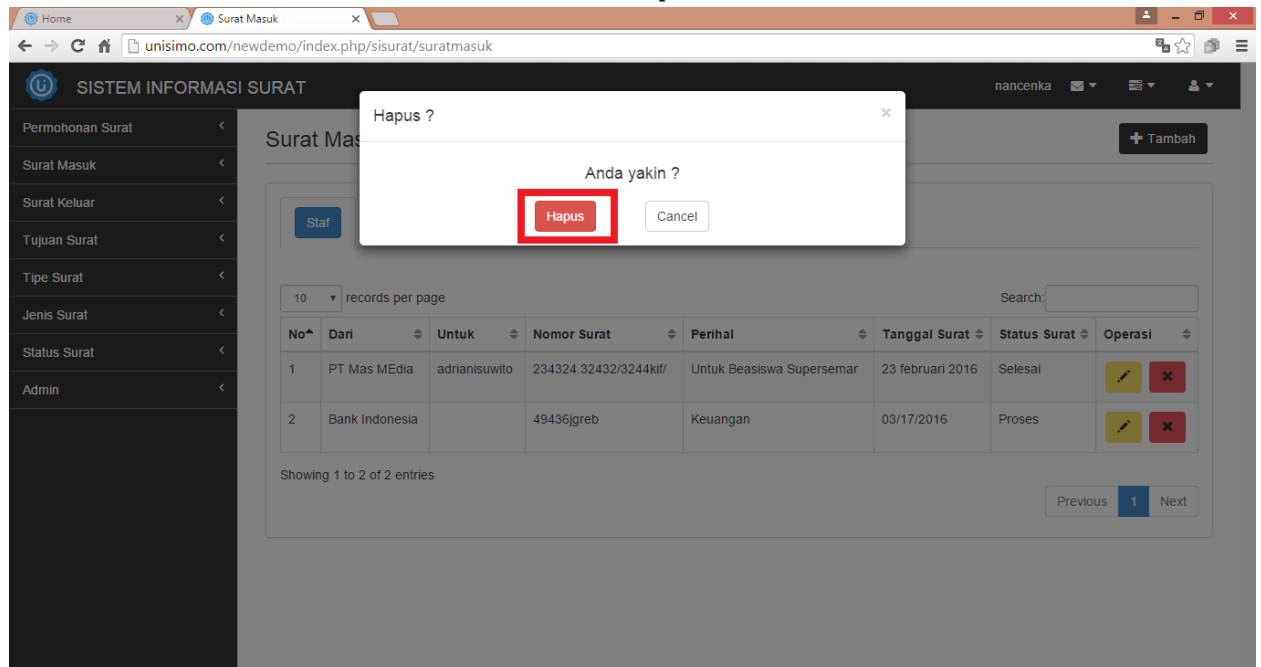 Home
Surat Masuk
unisimo.com/newdemo/index.php/sisurat/suratmasuk
SISTEM INFORMASI SURAT
nancenka
Permohonan Surat
Surat Masuk
Surat Keluar
Tujuan Surat
Tipe Surat
Jenis Surat
Status Surat
Admin
Surat Mas
Tambah
Hapus ?
×
Anda yakin ?
Hapus
Cancel
Staf
10 records per page
Search:
No Dari Untuk Nomor Surat Perihal Tanggal Surat Status Surat Operasi
1 PT Mas MEdia adrianisuwito 234324.32432/3244kif/ Untuk Beasiswa Supersemar 23 februari 2016 Selesai
2 Bank Indonesia 49436jgreb Keuangan 03/17/2016 Proses
Showing 1 to 2 of 2 entries
Previous 1 Next